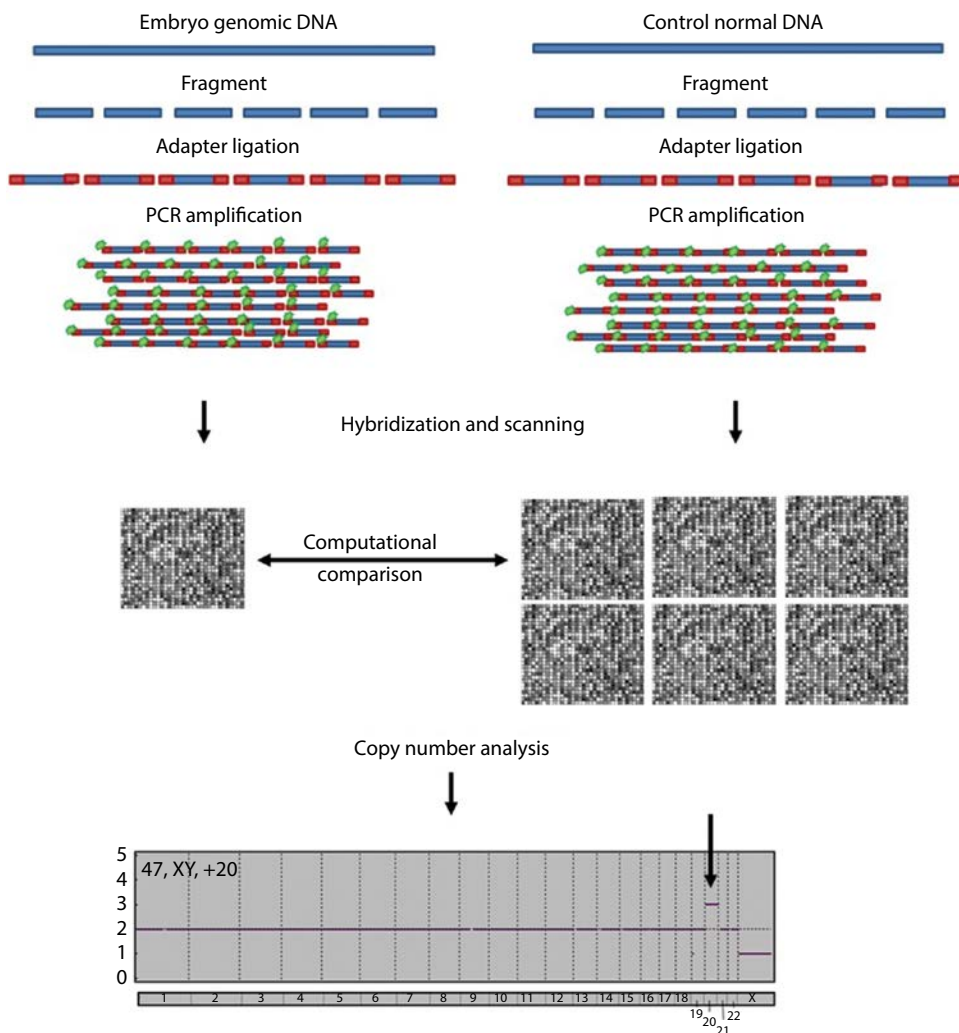 Embryo genomic DNA
Control normal DNA
Fragment
Fragment
Adapter ligation
Adapter ligation
PCR amplification
PCR amplification
Hybridization and scanning
Computational
comparison
Copy number analysis
47, XY, +20
5
4
3
2
1
0
1 2 3 4 5 6 7 8 9 10 11 12 13 14 15 16 17 18 19 20 21 22 X